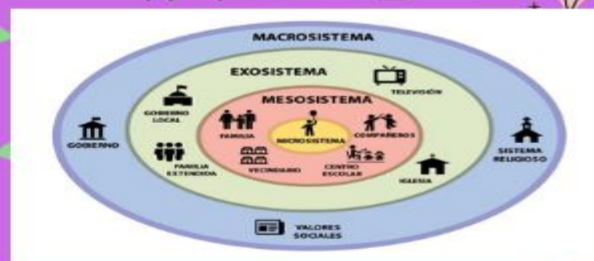 MACROSISTEMA
EXOSISTEMA
TELEVISIÓN
MESOSISTEMA
GOBIERNO
LOCAL
FAMILIA
COMPAÑEROS
MICROSISTEMA
GOBIERNO
SISTEMA
RELIGIOSO
FAMILIA
EXTENDIDA
VECINDARIO
CENTRO
ESCOLAR
IGLESIA
VALORES
SOCIALES